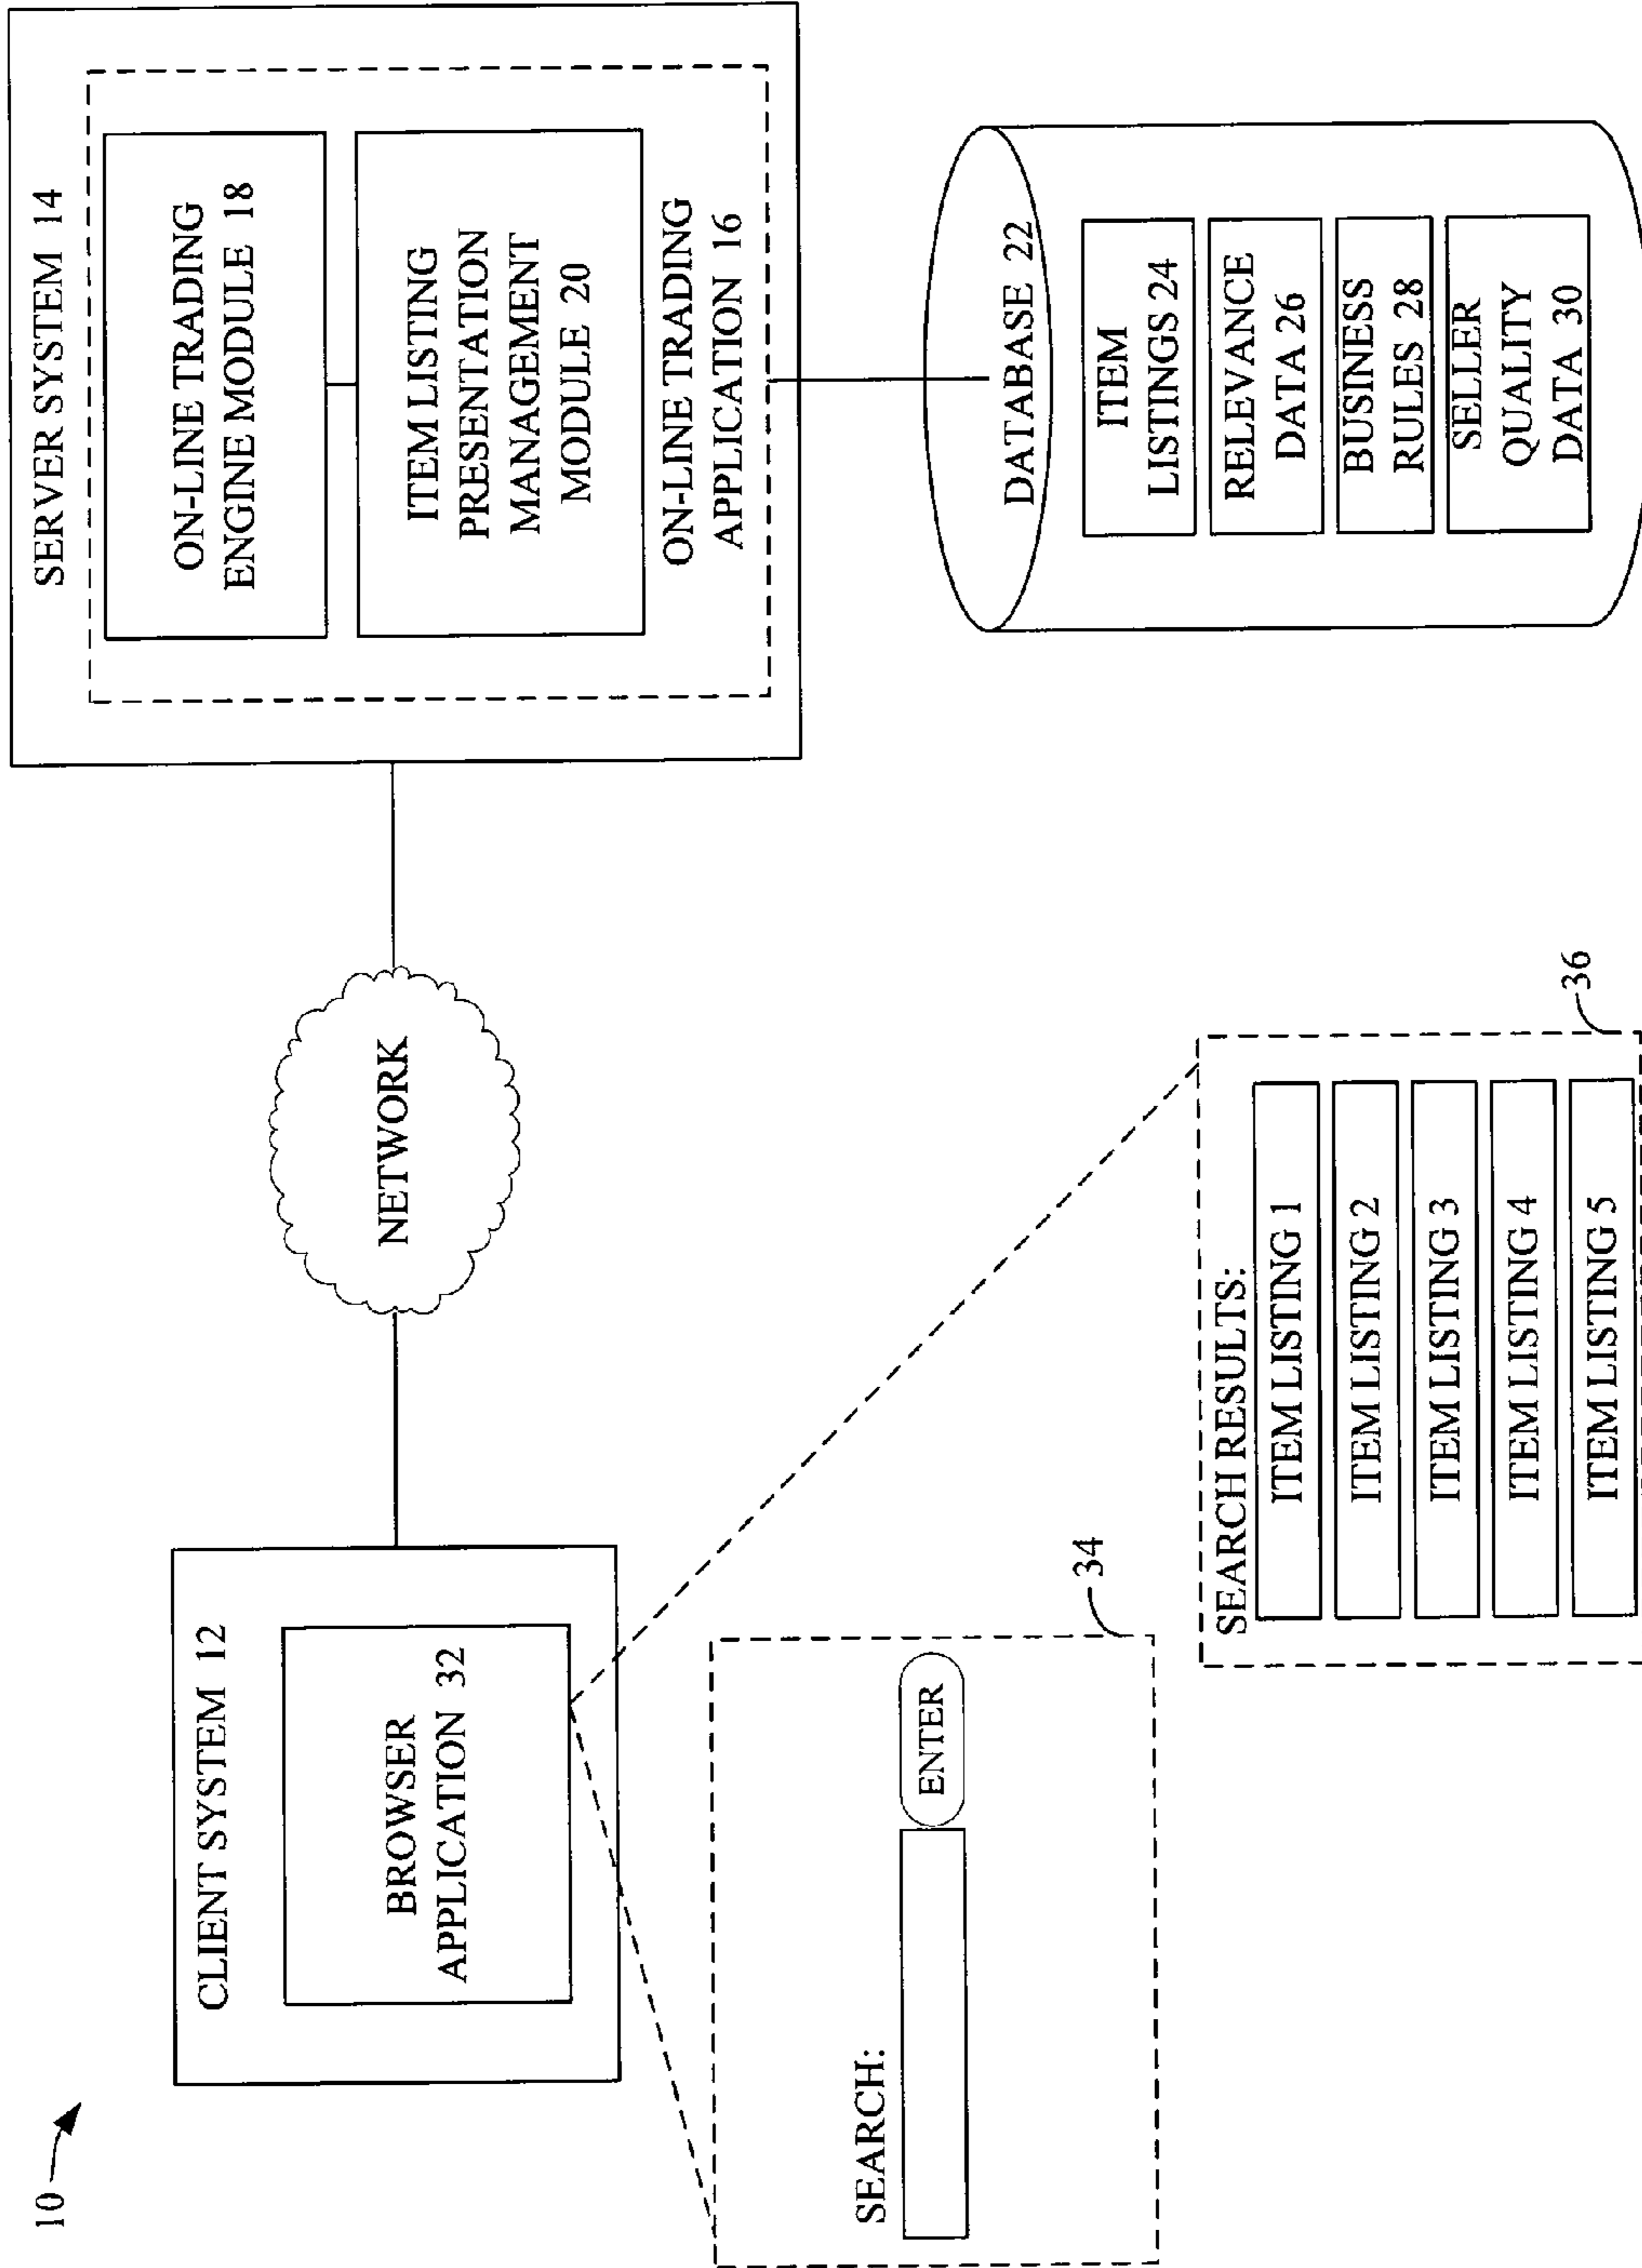 10
CLIENT SYSTEM 12
BROWSER
APPLICATION 32
NETWORK
SERVER SYSTEM 14
ON-LINE TRADING
ENGINE MODULE 18
ITEM LISTING
PRESENTATION
MANAGEMENT
MODULE 20
ON-LINE TRADING
APPLICATION 16
SEARCH:
ENTER
34
SEARCH RESULTS:
ITEM LISTING 1
ITEM LISTING 2
ITEM LISTING 3
ITEM LISTING 4
ITEM LISTING 5
36
DATABASE 22
ITEM
LISTINGS 24
RELEVANCE
DATA 26
BUSINESS
RULES 28
SELLER
QUALITY
DATA 30